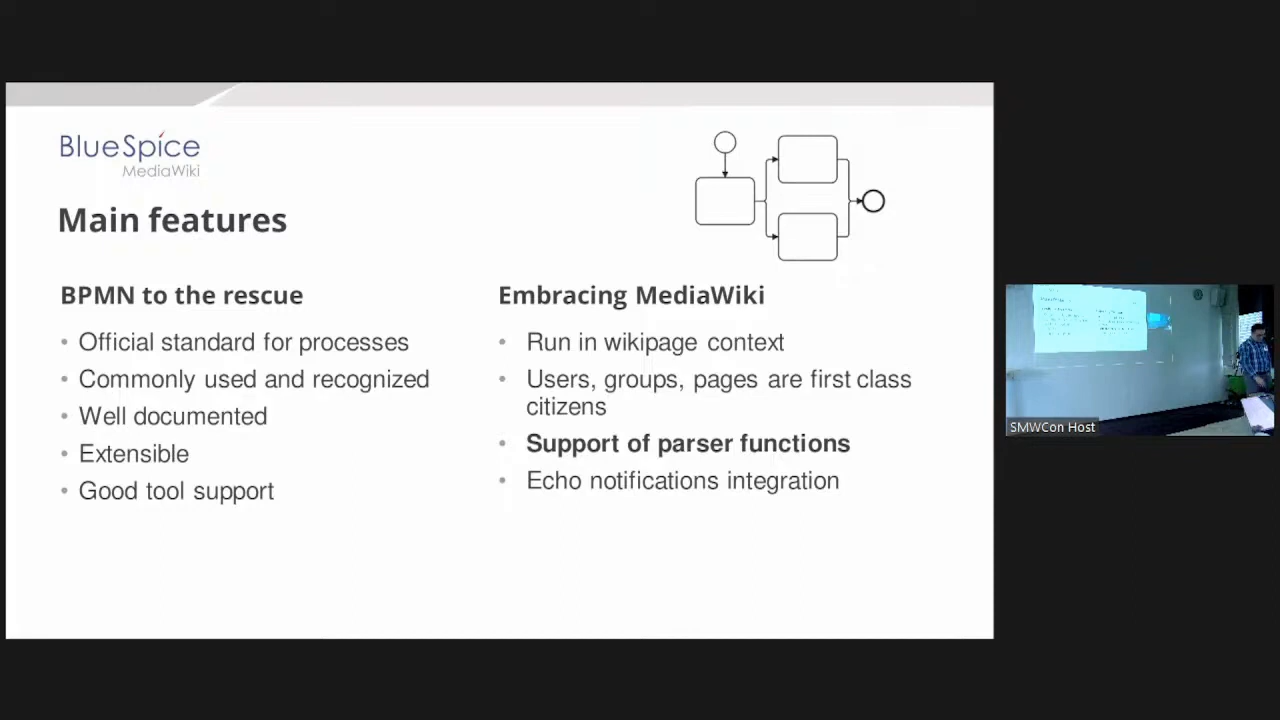 BlueSpice
MediaWiki
Main features
BPMN to the rescue
• Official standard for processes
• Commonly used and recognized
• Well documented
• Extensible
• Good tool support
Embracing MediaWiki
• Run in wikipage context
• Users, groups, pages are first class
citizens
• Support of parser functions
• Echo notifications integration
SMWCon Host